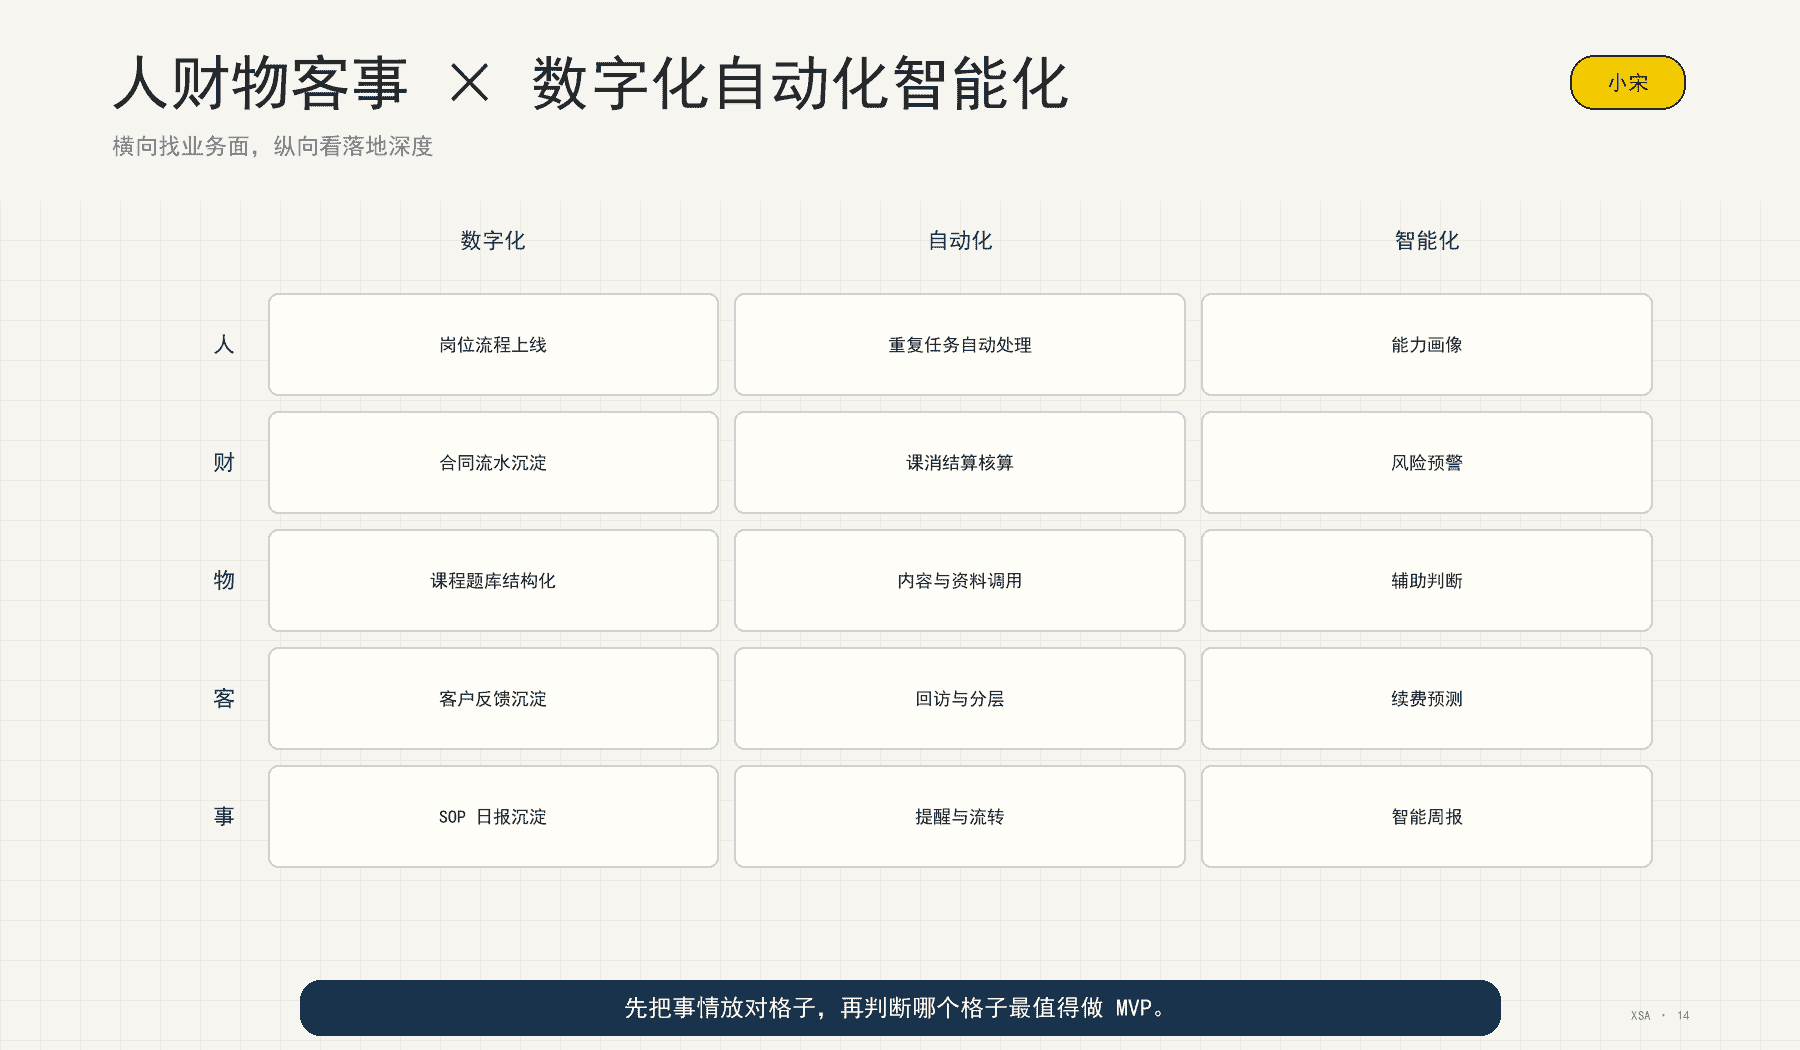 人财物客事 × 数字化自动化智能化
小宋
横向找业务面，纵向看落地深度
数字化 自动化 智能化
人 岗位流程上线 重复任务自动处理 能力画像
财 合同流水沉淀 课消结算核算 风险预警
物 课程题库结构化 内容与资料调用 辅助判断
客 客户反馈沉淀 回访与分层 续费预测
事 SOP 日报沉淀 提醒与流转 智能周报
先把事情放对格子，再判断哪个格子最值得做 MVP。
XSA · 14